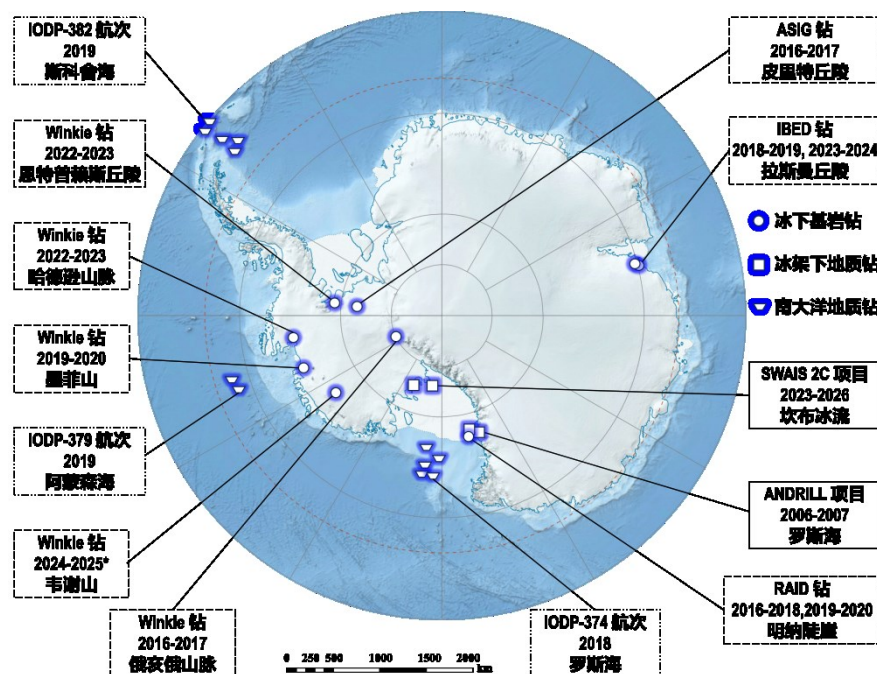 IODP-382 航次
2019
斯科舍海
Winkie 钻
2022-2023
恩特普赖斯丘陵
Winkie 钻
2022-2023
哈德逊山脉
Winkie 钻
2019-2020
墨菲山
IODP-379 航次
2019
阿蒙森海
Winkie 钻
2024-2025*
韦谢山
Winkie 钻
2016-2017
俄亥俄山脉
IODP-374 航次
2018
罗斯海
ASIG 钻
2016-2017
皮里特丘陵
IBED 钻
2018-2019, 2023-2024
拉斯曼丘陵
冰下基岩钻
冰架下地质钻
南大洋地质钻
SWAIS 2C 项目
2023-2026
坎布冰流
ANDRILL 项目
2006-2007
罗斯海
RAID 钻
2016-2018,2019-2020
明纳陡崖
0 250 500 1000 1500 2000
km